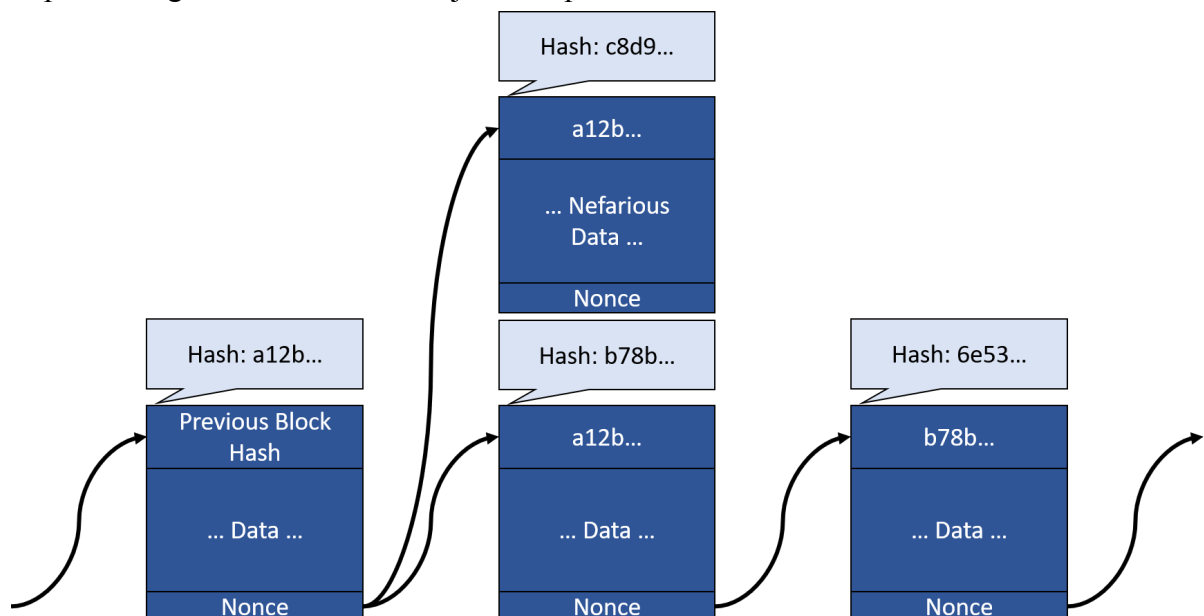 Hash: c8d9...
a12b...
... Nefarious
Data ...
Nonce
Hash: a12b...
Previous Block
Hash
... Data ...
Nonce
Hash: b78b...
a12b...
... Data ...
Nonce
Hash: 6e53...
b78b...
... Data ...
Nonce